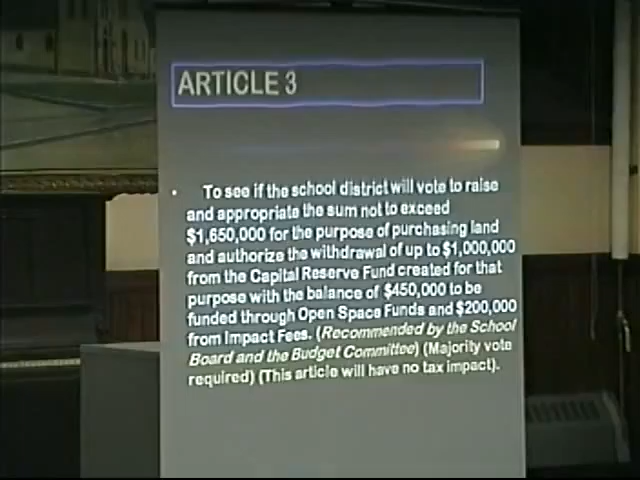 ARTICLE 3
• To see if the school district will vote to raise
and appropriate the sum not to exceed
$1,650,000 for the purpose of purchasing land
and authorize the withdrawal of up to $1,000,000
from the Capital Reserve Fund created for that
purpose with the balance of $450,000 to be
funded through Open Space Funds and $200,000
from Impact Fees. (Recommended by the School
Board and the Budget Committee) (Majority vote
required) (This article will have no tax impact).